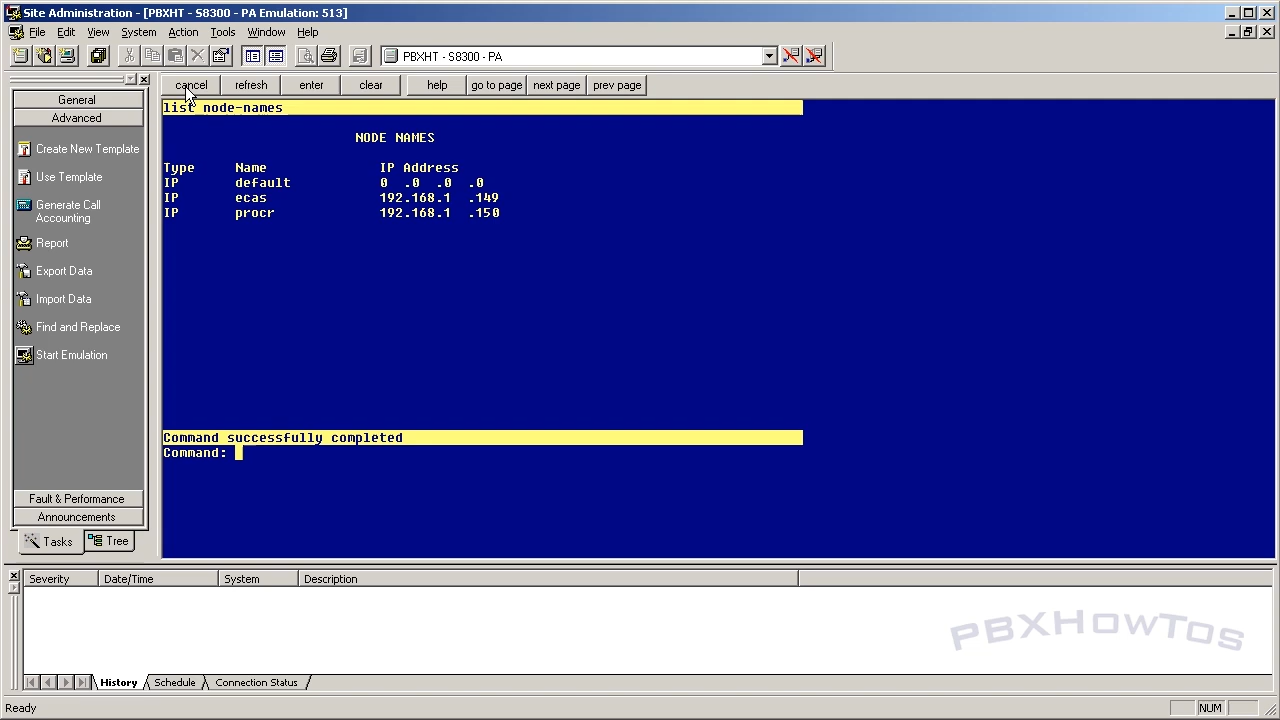 Site Administration - [PBXHT - S8300 - PA Emulation: 513]
File Edit View System Action Tools Window Help
PBXHT - S8300 - PA
cancel refresh enter clear help go to page next page prev page
General
Advanced
Create New Template
Use Template
Generate Call
Accounting
Report
Export Data
Import Data
Find and Replace
Start Emulation
Fault & Performance
Announcements
Tasks Tree
list node-names
NODE NAMES
Type Name IP Address
IP default 0 .0 .0 .0
IP ecas 192.168.1 .149
IP procr 192.168.1 .150
Command successfully completed
Command:
Severity Date/Time System Description
PBXHowTos
History Schedule Connection Status
Ready NUM